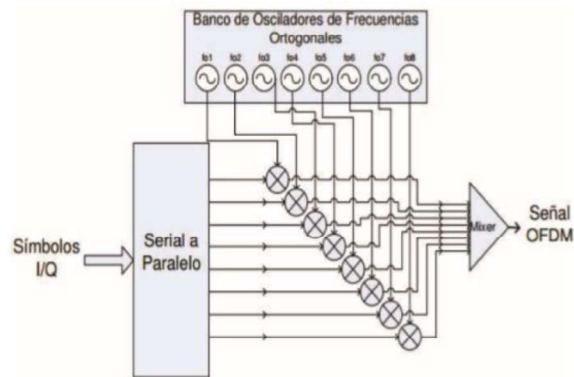 Banco de Osciladores de Frecuencias
Ortogonales
fo1 fo2 fo3 fo4 fo5 fo6 fo7 fo8
Símbolos
I/Q
Serial a
Paralelo
Mixer
Señal
OFDM